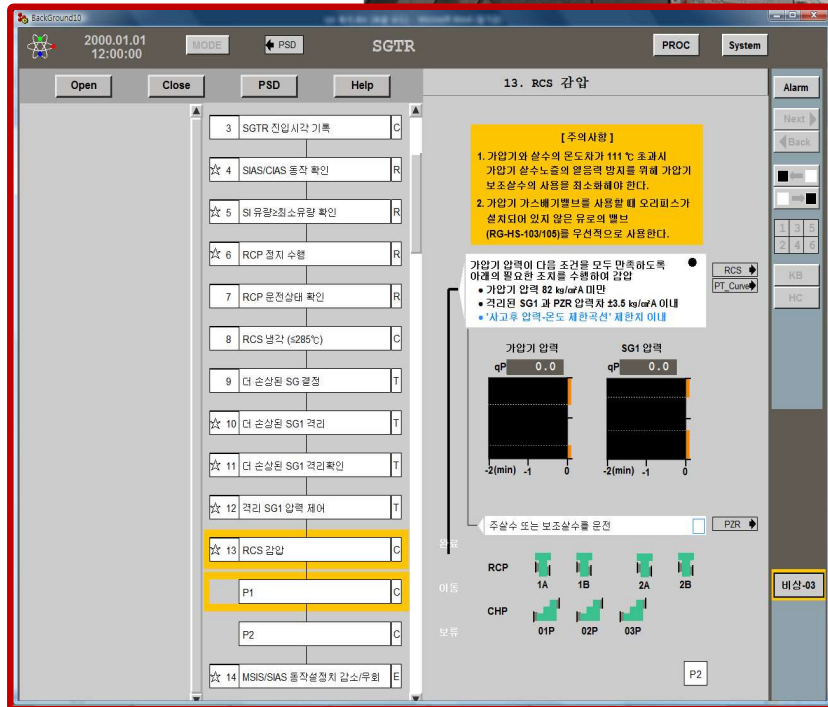 BackGround10
2000.01.01
12:00:00
MODE
PSD
SGTR
PROC
System
Open
Close
PSD
Help
13. RCS 감압
Alarm
Next
Back
1 3 5
2 4 6
KB
HC
비상-03
3 SGTR 진입시각 기록 C
☆ 4 SIAS/CIAS 동작 확인 R
☆ 5 SI 유량≥최소유량 확인 R
☆ 6 RCP 정지 수행 R
7 RCP 운전상태 확인 R
8 RCS 냉각 (≤285℃) C
9 더 손상된 SG 결정 T
☆ 10 더 손상된 SG1 격리 T
☆ 11 더 손상된 SG1 격리확인 T
☆ 12 격리 SG1 압력 제어 T
☆ 13 RCS 감압 C
P1 C
P2 C
☆ 14 MSIS/SIAS 동작설정치 감소/우회 E
[ 주의사항 ]
1. 가압기와 살수의 온도차가 111 ℃ 초과시
가압기 살수노즐의 열응력 방지를 위해 가압기
보조살수의 사용을 최소화해야 한다.
2. 가압기 가스배기밸브를 사용할 때 오리피스가
설치되어 있지 않은 유로의 밸브
(RG-HS-103/105)를 우선적으로 사용한다.
가압기 압력이 다음 조건을 모두 만족하도록
아래의 필요한 조치를 수행하여 감압
• 가압기 압력 82 kg/㎠A 미만
• 격리된 SG1 과 PZR 압력차 ±3.5 kg/㎠A 이내
• '사고후 압력-온도 제한곡선' 제한치 이내
RCS
PT_Curve
가압기 압력
SG1 압력
qP 0.0
qP 0.0
-2(min) -1 0
-2(min) -1 0
주살수 또는 보조살수를 운전
PZR
완료
이동
보류
RCP
1A 1B 2A 2B
CHP
01P 02P 03P
P2